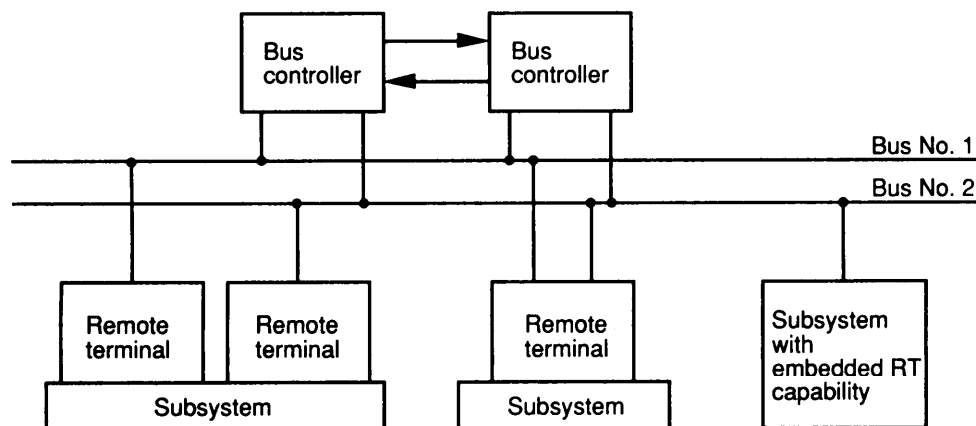 Bus
controller
Bus
controller
Bus No. 1
Bus No. 2
Remote
terminal
Remote
terminal
Subsystem
Remote
terminal
Subsystem
Subsystem
with
embedded RT
capability